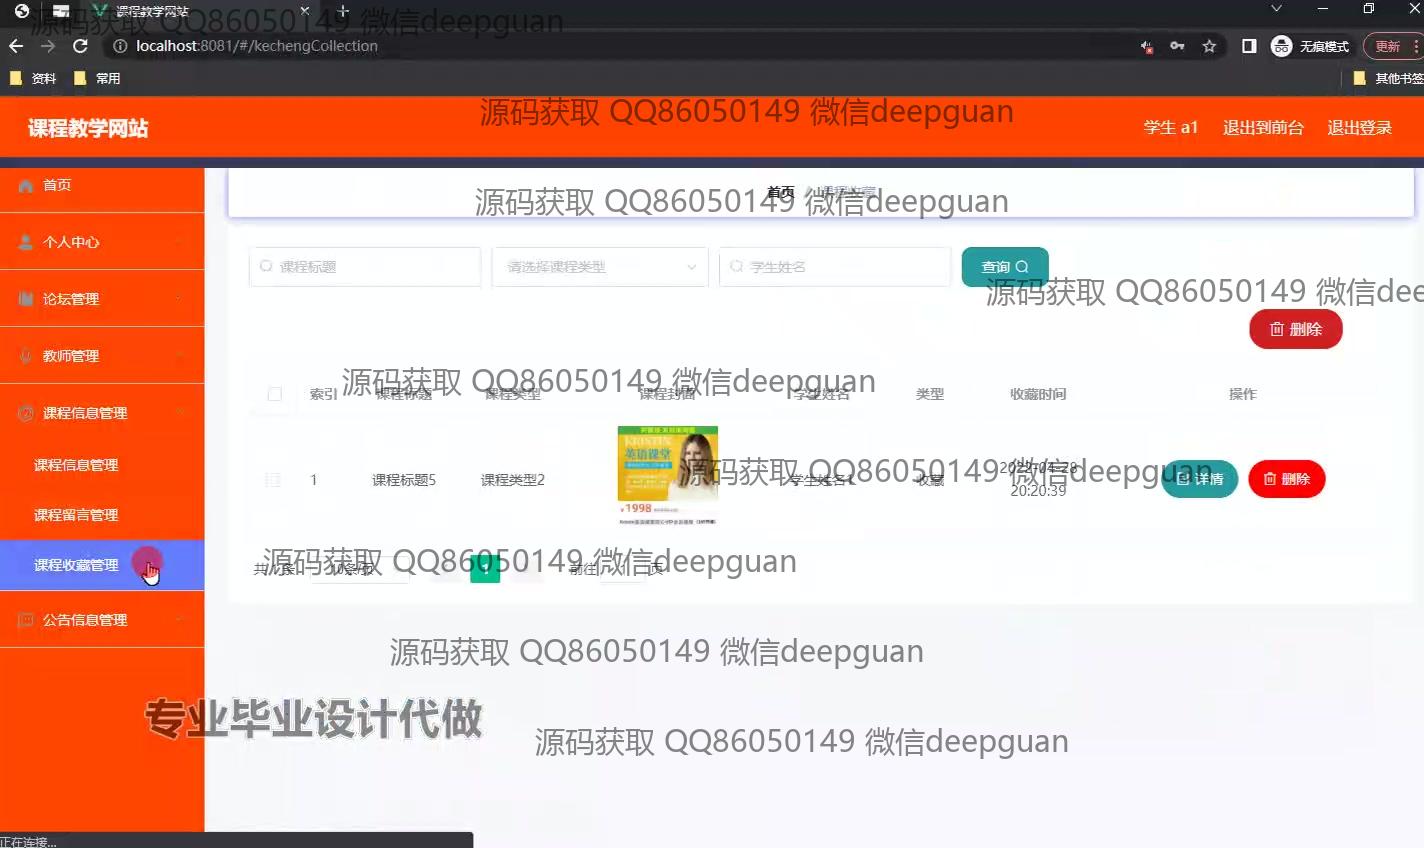 课程教学网站
源码获取 QQ86050149 微信deepguan
localhost:8081/#/kechengCollection
无痕模式
更新
资料
常用
其他书签
源码获取 QQ86050149 微信deepguan
课程教学网站
学生 a1
退出到前台
退出登录
首页
个人中心
论坛管理
教师管理
课程信息管理
课程信息管理
课程留言管理
课程收藏管理
公告信息管理
首页
课程收藏
源码获取 QQ86050149 微信deepguan
课程标题
请选择课程类型
学生姓名
查询
源码获取 QQ86050149 微信dee
删除
源码获取 QQ86050149 微信deepguan
索引
课程标题
课程类型
课程封面
学生姓名
类型
收藏时间
操作
1
课程标题5
课程类型2
KRISTIN
英语课堂
1998
源码获取 QQ86050149 微信deepguan
学生姓名1
收藏
2022-04-28
20:20:39
详情
删除
源码获取 QQ86050149 微信deepguan
10条/页
1
前往
页
源码获取 QQ86050149 微信deepguan
专业毕业设计代做
源码获取 QQ86050149 微信deepguan
正在连接...